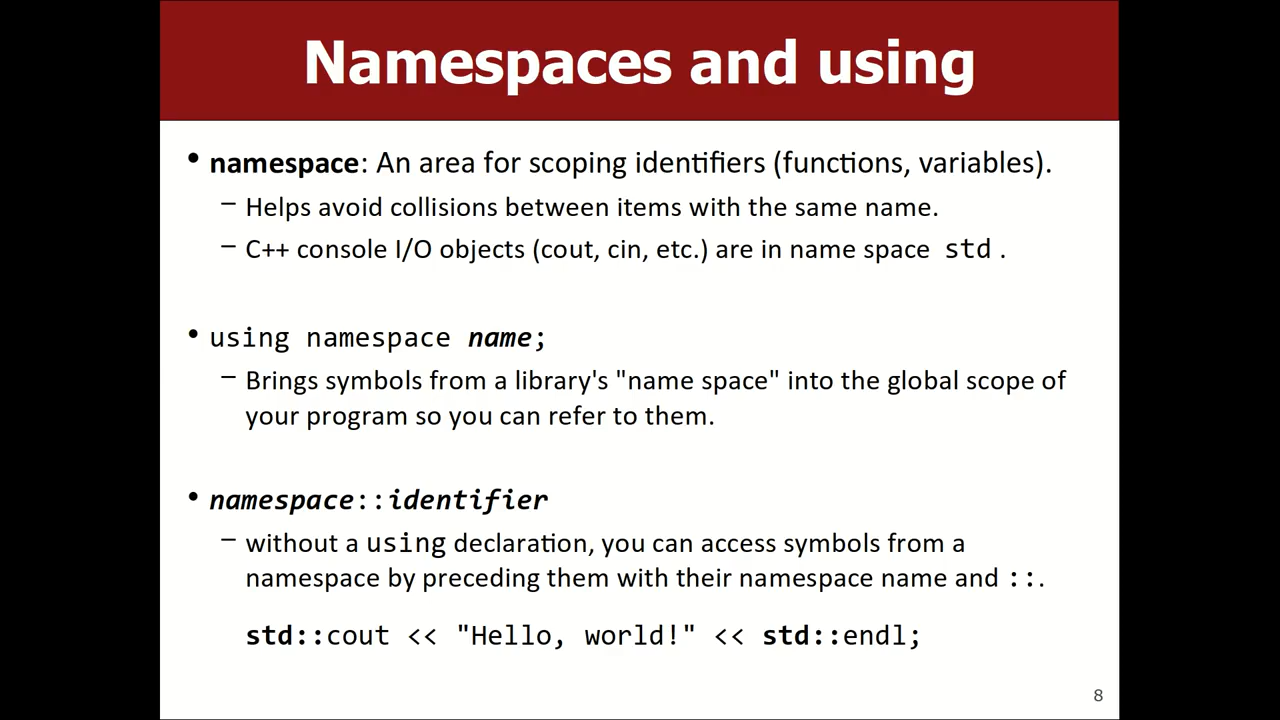 Namespaces and using
• namespace: An area for scoping identifiers (functions, variables).
– Helps avoid collisions between items with the same name.
– C++ console I/O objects (cout, cin, etc.) are in name space std .
• using namespace name;
– Brings symbols from a library's "name space" into the global scope of
your program so you can refer to them.
• namespace::identifier
– without a using declaration, you can access symbols from a
namespace by preceding them with their namespace name and ::.
std::cout << "Hello, world!" << std::endl;
8